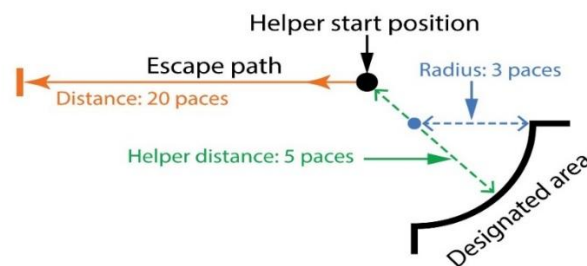 Helper start position
Escape path
Radius: 3 paces
Distance: 20 paces
Helper distance: 5 paces
Designated area